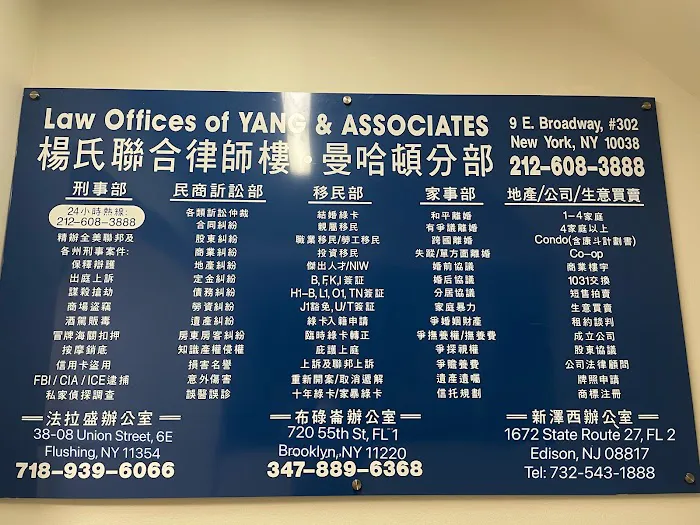 Law Offices of YANG & ASSOCIATES
楊氏聯合律師樓·曼哈頓分部
9 E. Broadway, #302
New York, NY 10038
212-608-3888
刑事部
24小時熱線:
212-608-3888
精辦全美聯邦及
各州刑事案件:
保釋辯護
出庭上訴
謀殺搶劫
商場盜竊
酒駕販毒
冒牌海關扣押
按摩銷底
信用卡盜用
FBI / CIA / ICE逮捕
私家偵探調查
民商訴訟部
各類訴訟仲裁
合同糾紛
股東糾紛
商業糾紛
地產糾紛
定金糾紛
債務糾紛
勞資糾紛
遺產糾紛
房東房客糾紛
知識產權侵權
損害名譽
意外傷害
誤醫誤診
移民部
結婚綠卡
親屬移民
職業移民/勞工移民
投資移民
傑出人才/NIW
B, F, K, I 簽証
H1-B, L1, O1, TN簽証
J1豁免, U/T簽証
綠卡入籍申請
臨時綠卡轉正
庇護上庭
上訴及聯邦上訴
重新開案/取消遞解
十年綠卡/家暴綠卡
家事部
和平離婚
有爭議離婚
跨國離婚
失蹤/單方面離婚
婚前協議
婚后協議
分居協議
家庭暴力
爭婚姻財產
爭撫養權/撫養費
爭探視權
爭贍養費
遺產遺囑
信托規劃
地產/公司/生意買賣
1-4家庭
4家庭以上
Condo(含康斗計劃書)
Co-op
商業樓宇
1031交換
短售拍賣
生意買賣
租約談判
成立公司
股東協議
公司法律顧問
牌照申請
商標注冊
法拉盛辦公室
38-08 Union Street, 6E
Flushing, NY 11354
718-939-6066
布碌崙辦公室
720 55th St, FL 1
Brooklyn, NY 11220
347-889-6368
新澤西辦公室
1672 State Route 27, FL 2
Edison, NJ 08817
Tel: 732-543-1888